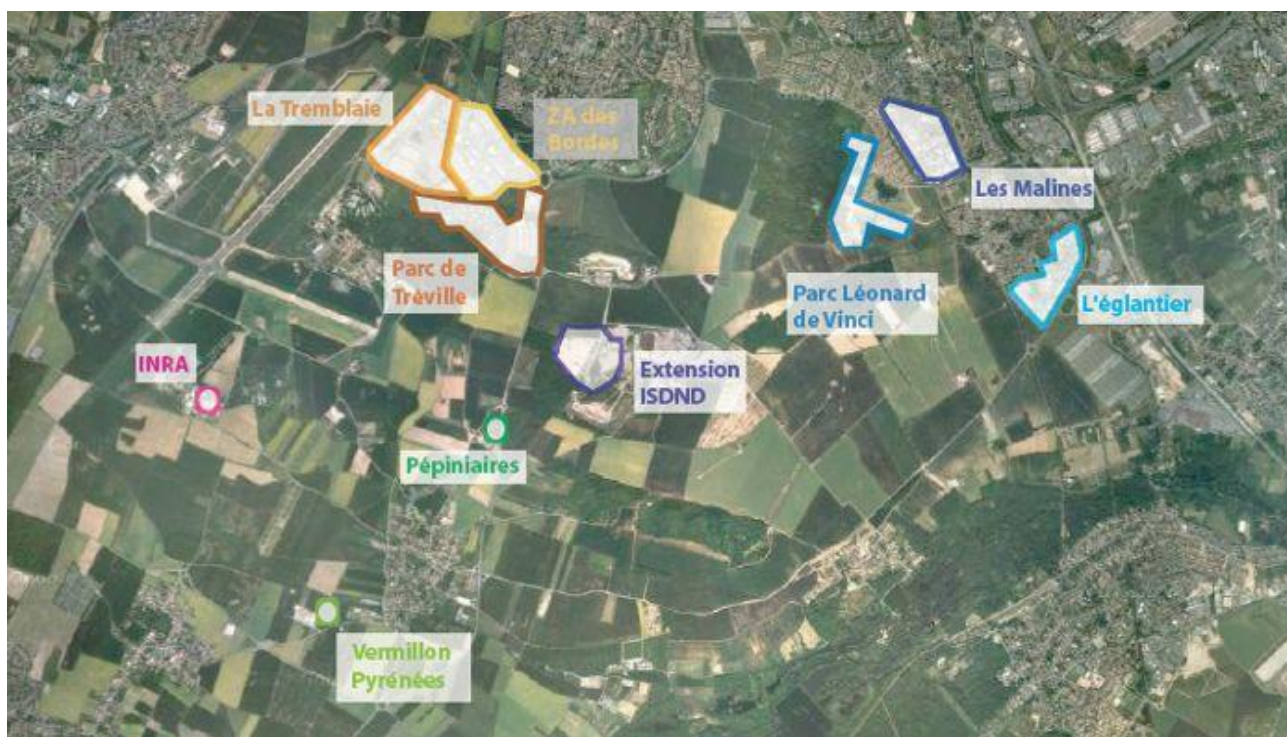 La Tremblaie
ZA des
Bordes
Les Malines
Parc de
Tréville
Parc Léonard
de Vinci
L'églantier
INRA
Extension
ISDND
Pépiniaires
Vermillon
Pyrénées